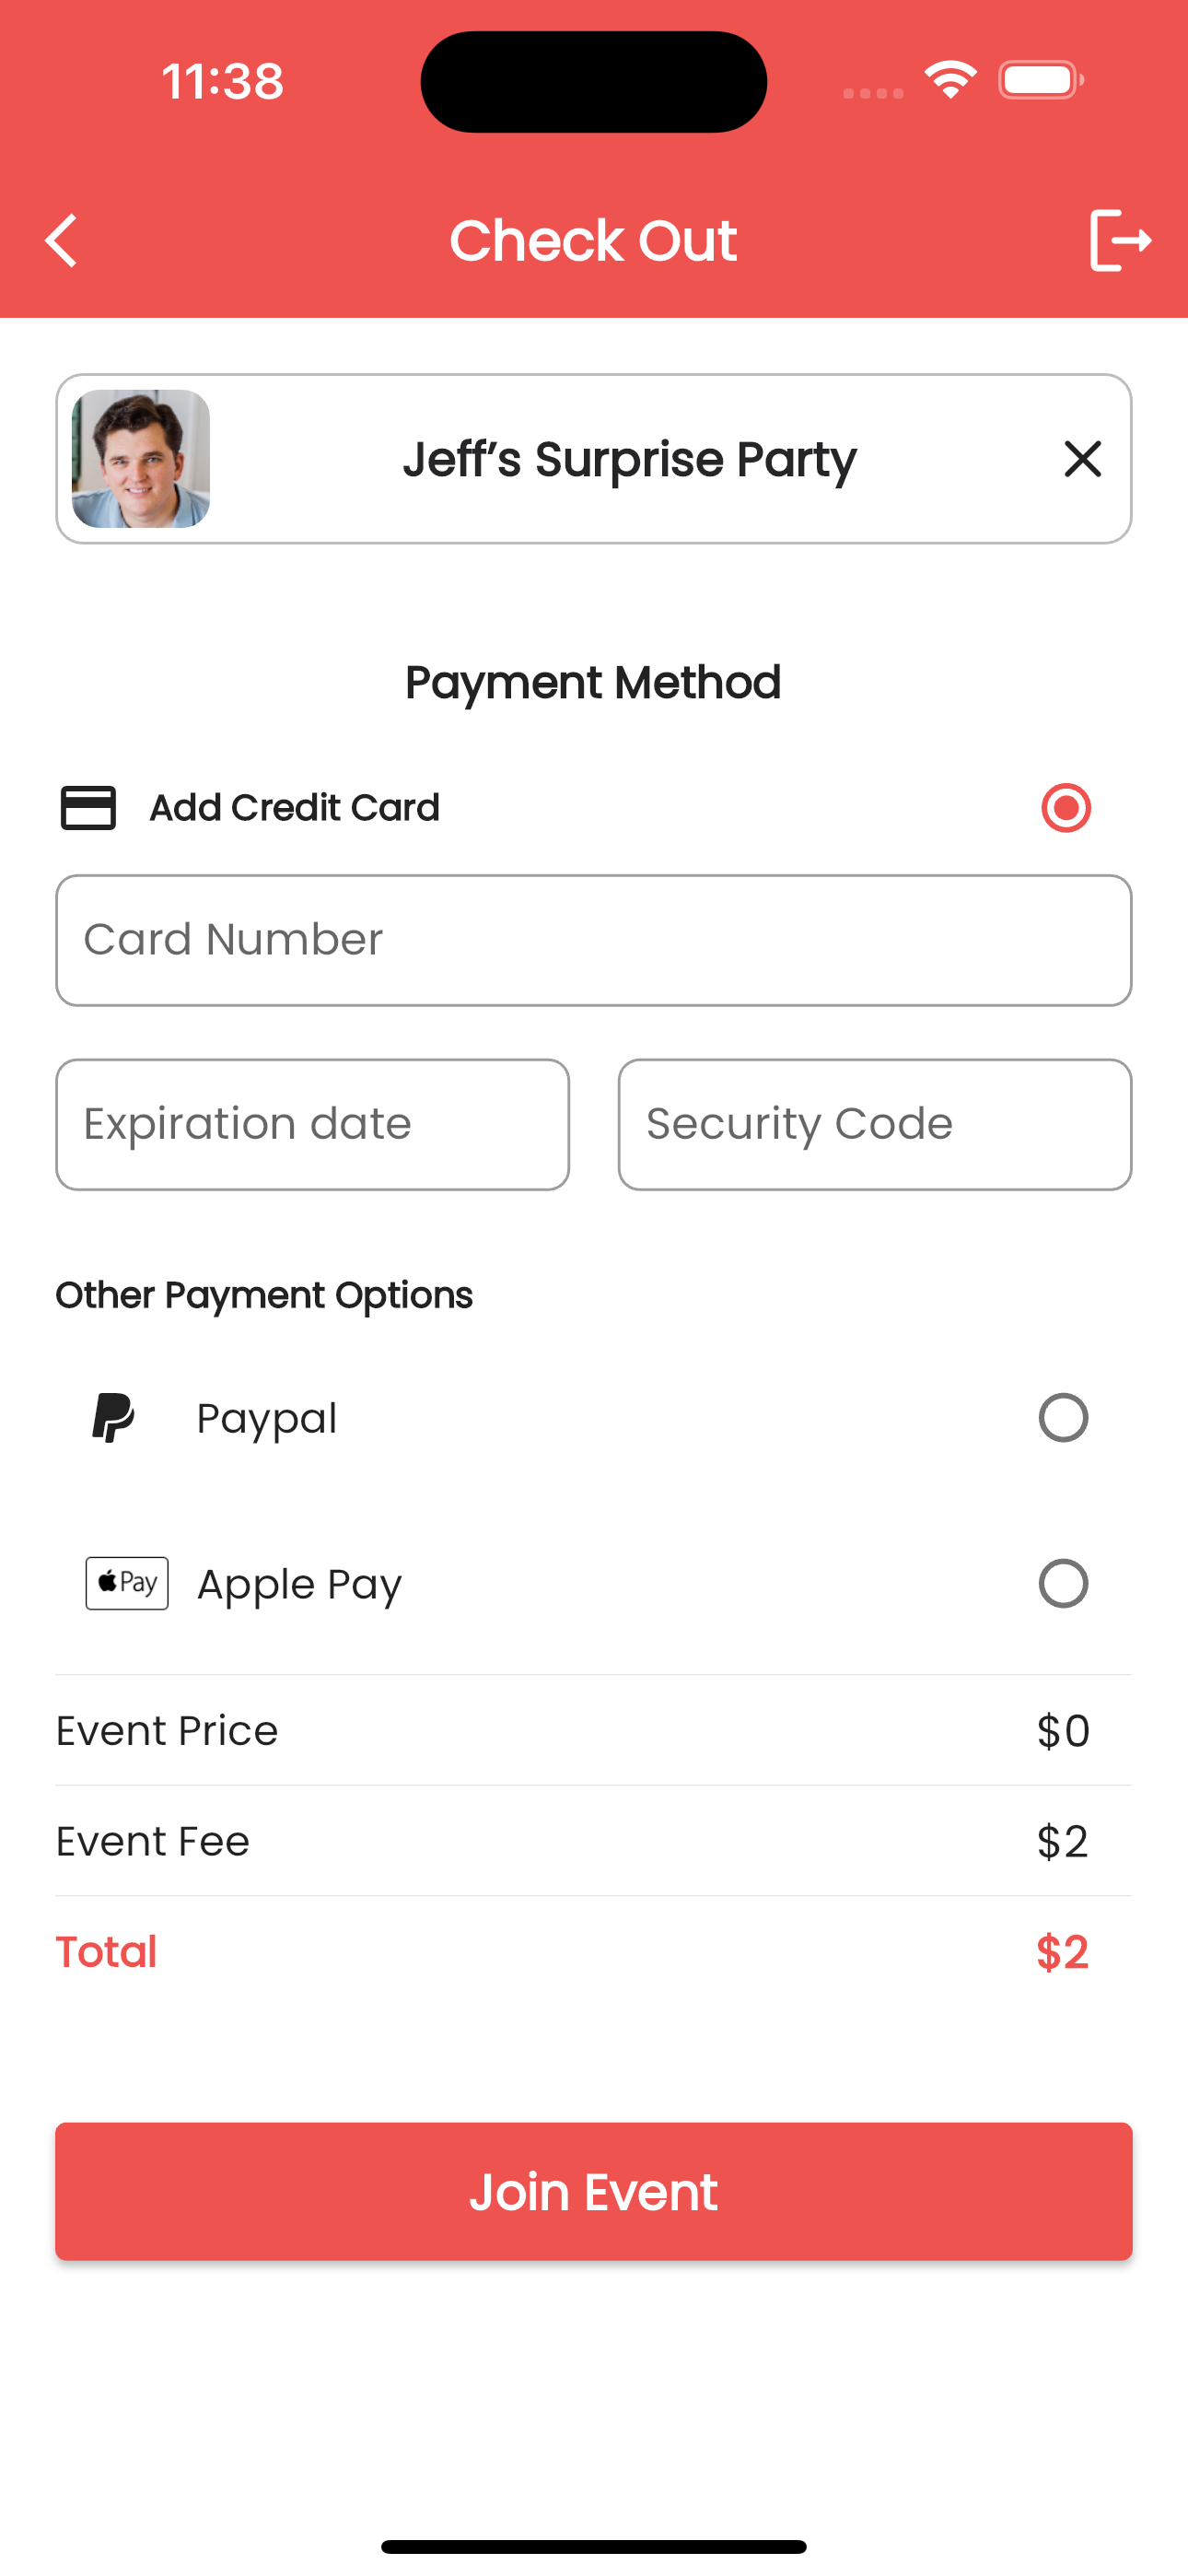 11:38
Check Out
Jeff’s Surprise Party
Payment Method
Add Credit Card
Card Number
Expiration date Security Code
Other Payment Options
Paypal
Pay Apple Pay
Event Price $0
Event Fee $2
Total $2
Join Event